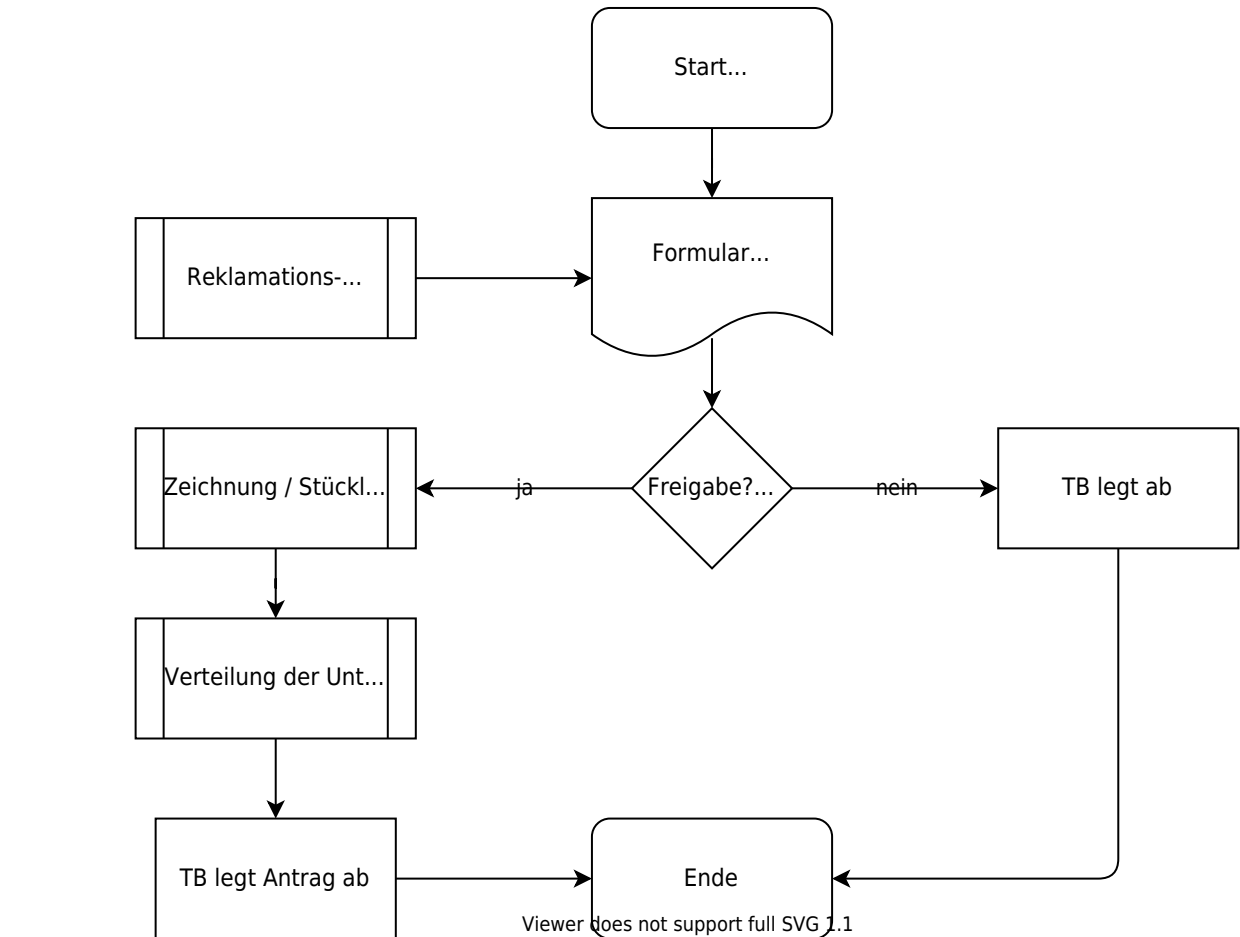 Start...
Formular...
Reklamations-...
Zeichnung / Stückl...
ja
Freigabe?...
nein
TB legt ab
Verteilung der Unt...
TB legt Antrag ab
Ende
Viewer does not support full SVG 1.1